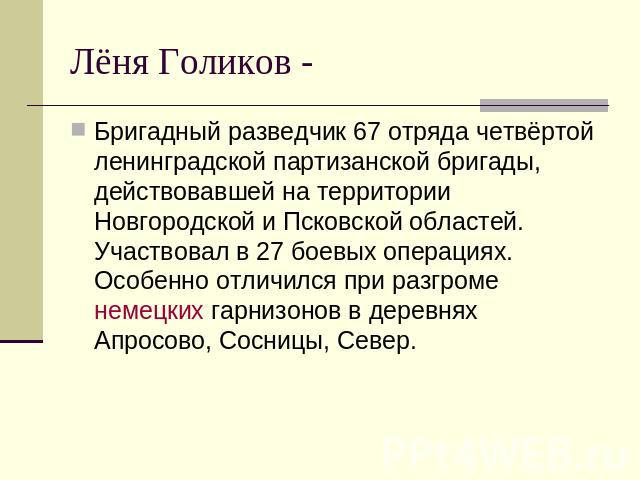 Лёня Голиков -
Бригадный разведчик 67 отряда четвёртой
ленинградской партизанской бригады,
действовавшей на территории
Новгородской и Псковской областей.
Участвовал в 27 боевых операциях.
Особенно отличился при разгроме
немецких гарнизонов в деревнях
Апросово, Сосницы, Север.
PPt4WEB.ru